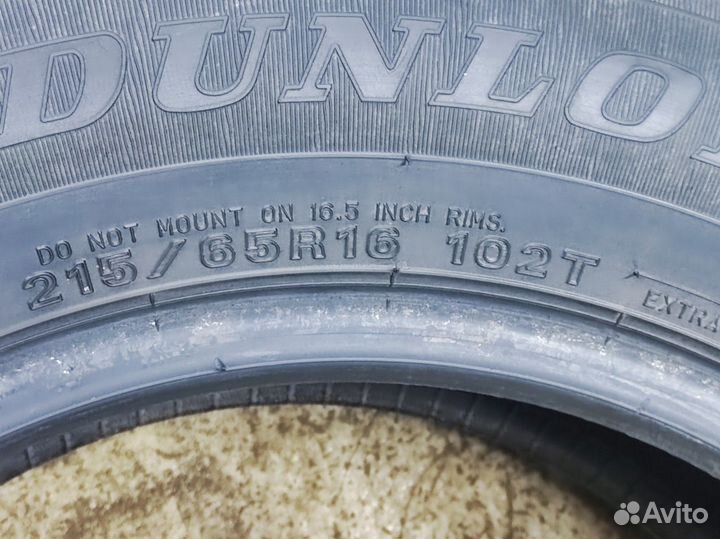 DUNLO
DO NOT MOUNT ON 16.5 INCH RIMS.
215/65R16 102T
EXTRA
Avito